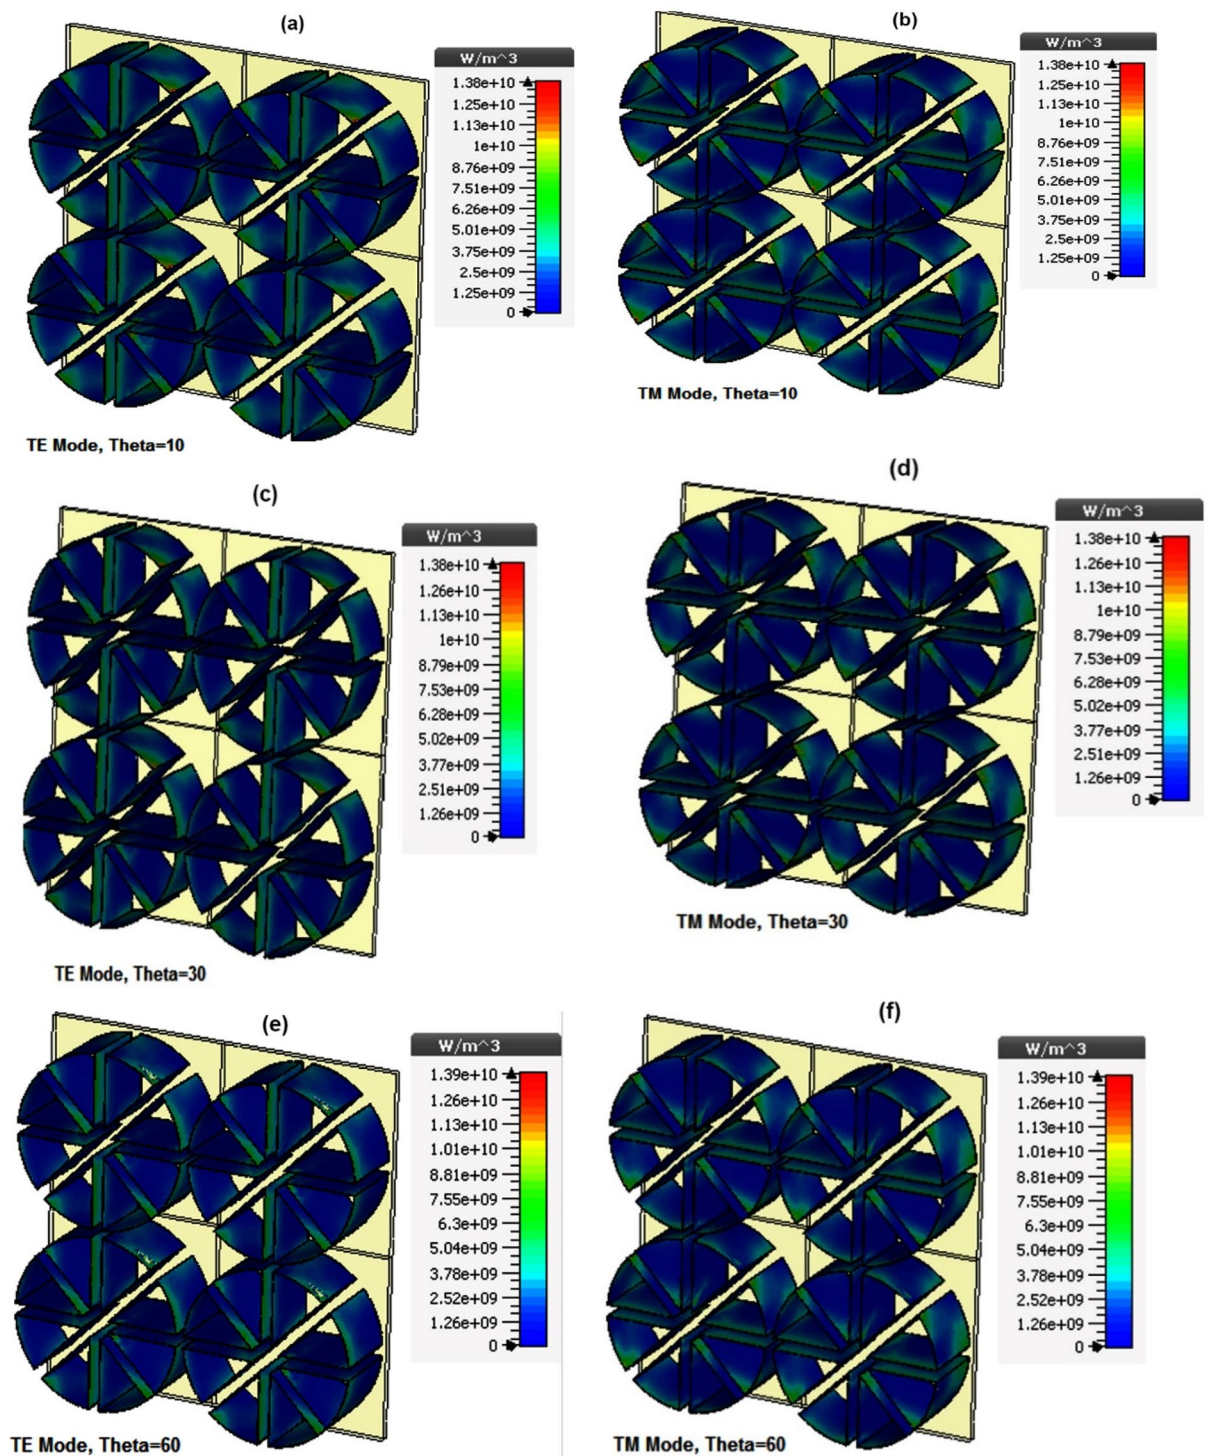 (a)
W/m^3
1.38e+10
1.25e+10
1.13e+10
1e+10
8.76e+09
7.51e+09
6.26e+09
5.01e+09
3.75e+09
2.5e+09
1.25e+09
0
TE Mode, Theta=10
(b)
W/m^3
1.38e+10
1.25e+10
1.13e+10
1e+10
8.76e+09
7.51e+09
6.26e+09
5.01e+09
3.75e+09
2.5e+09
1.25e+09
0
TM Mode, Theta=10
(c)
W/m^3
1.38e+10
1.26e+10
1.13e+10
1e+10
8.79e+09
7.53e+09
6.28e+09
5.02e+09
3.77e+09
2.51e+09
1.26e+09
0
TE Mode, Theta=30
(d)
W/m^3
1.38e+10
1.26e+10
1.13e+10
1e+10
8.79e+09
7.53e+09
6.28e+09
5.02e+09
3.77e+09
2.51e+09
1.26e+09
0
TM Mode, Theta=30
(e)
W/m^3
1.39e+10
1.26e+10
1.13e+10
1.01e+10
8.81e+09
7.55e+09
6.3e+09
5.04e+09
3.78e+09
2.52e+09
1.26e+09
0
TE Mode, Theta=60
(f)
W/m^3
1.39e+10
1.26e+10
1.13e+10
1.01e+10
8.81e+09
7.55e+09
6.3e+09
5.04e+09
3.78e+09
2.52e+09
1.26e+09
0
TM Mode, Theta=60